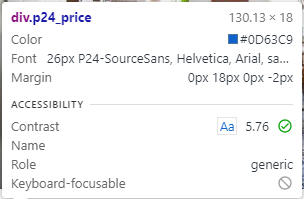 div.p24_price 130.13 × 18
Color #0D63C9
Font 26px P24-SourceSans, Helvetica, Arial, sa...
Margin 0px 18px 0px -2px
ACCESSIBILITY
Contrast Aa 5.76
Name
Role generic
Keyboard-focusable